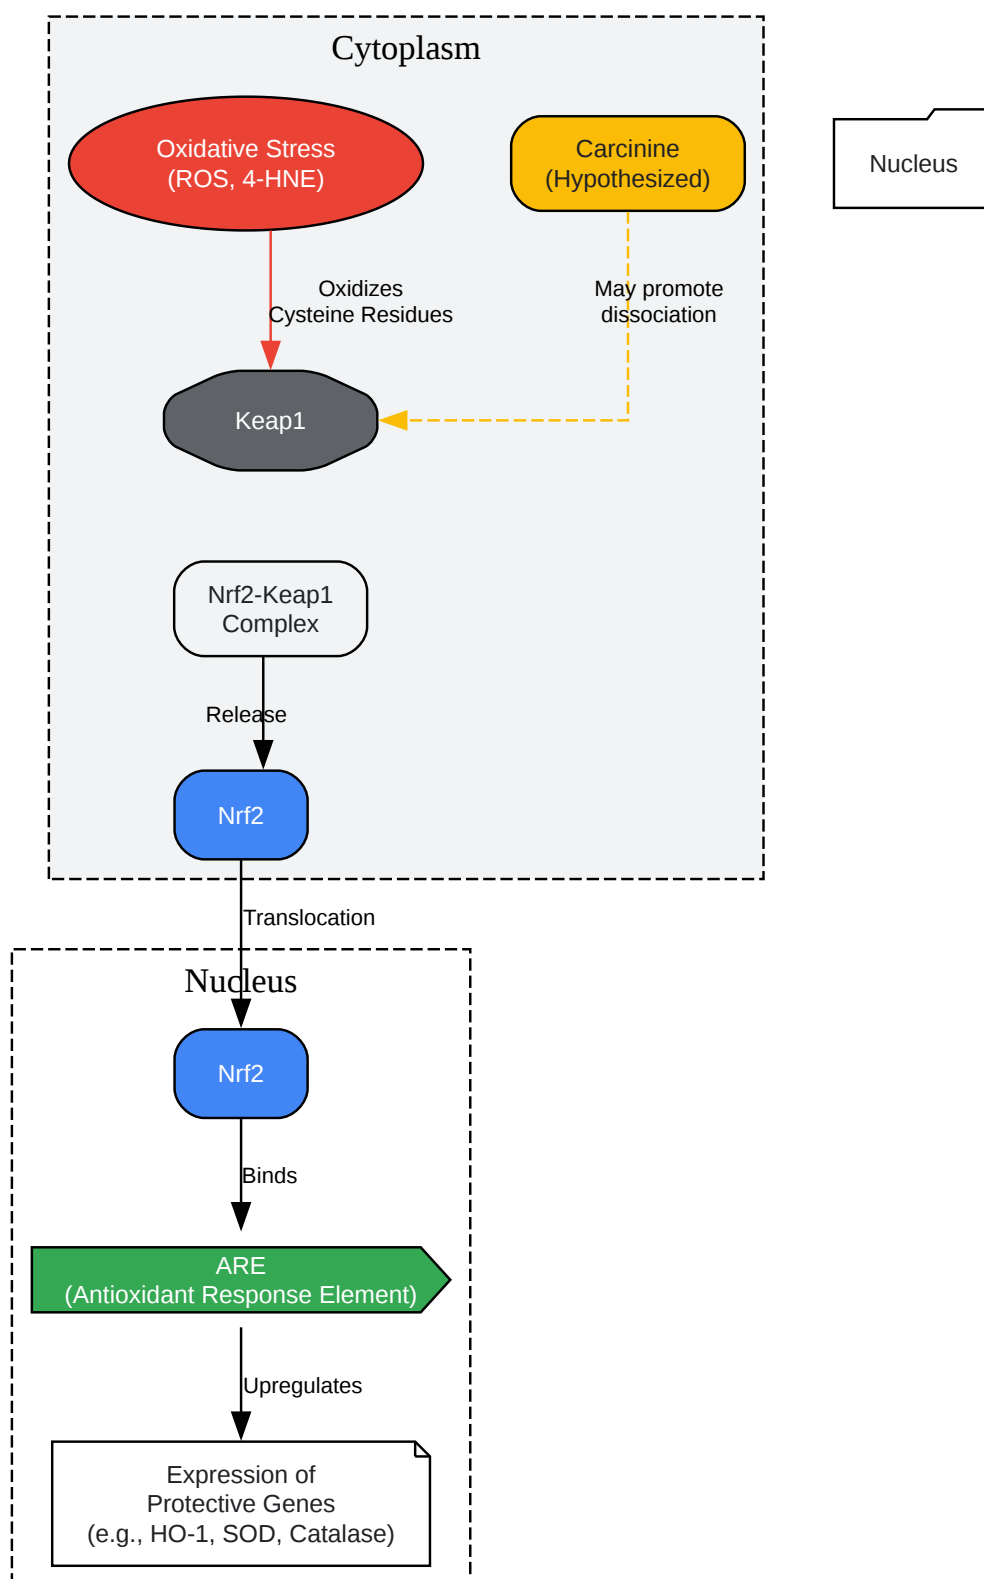 Cytoplasm
Oxidative Stress
(ROS, 4-HNE)
Carcinine
(Hypothesized)
Nucleus
Oxidizes
Cysteine Residues
May promote
dissociation
Keap1
Nrf2-Keap1
Complex
Release
Nrf2
Translocation
Nucleus
Nrf2
Binds
ARE
(Antioxidant Response Element)
Upregulates
Expression of
Protective Genes
(e.g., HO-1, SOD, Catalase)